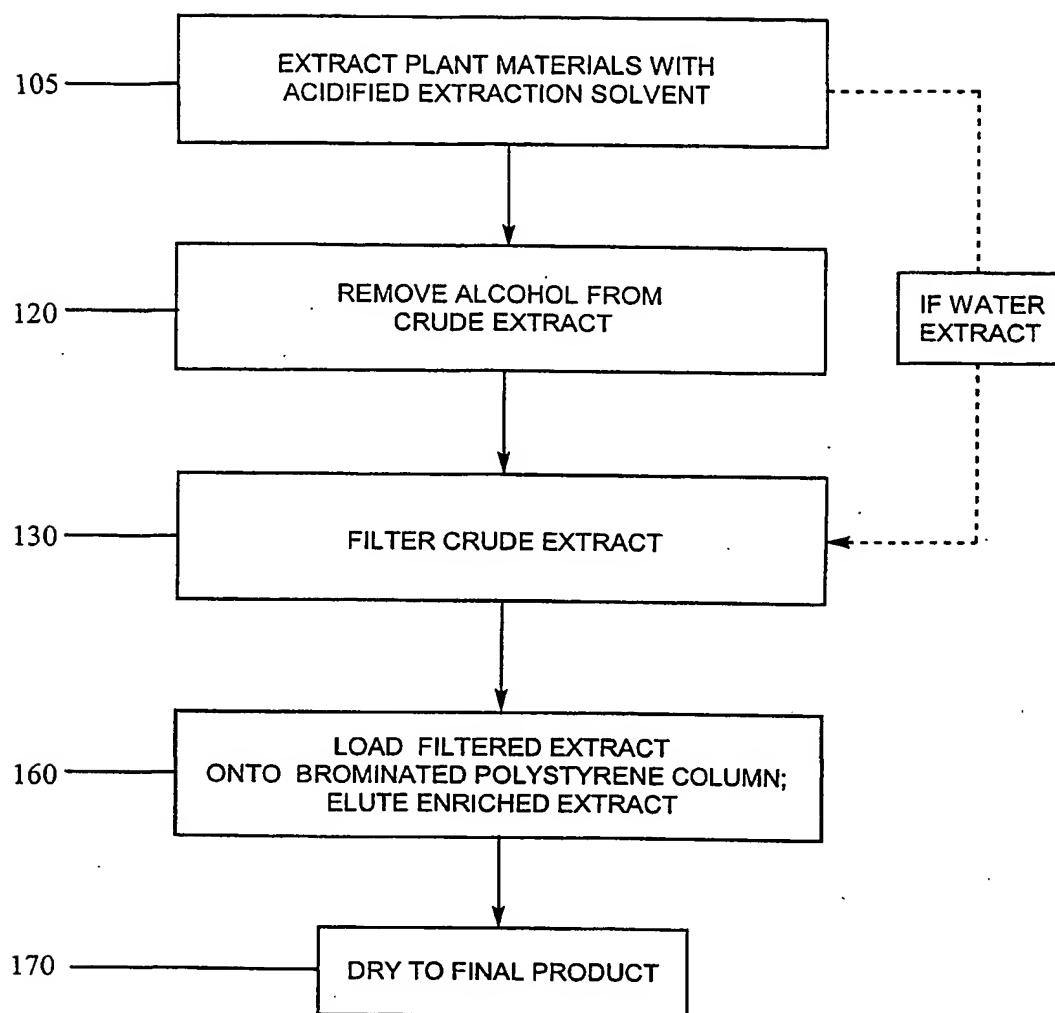 105
EXTRACT PLANT MATERIALS WITH
ACIDIFIED EXTRACTION SOLVENT
120
REMOVE ALCOHOL FROM
CRUDE EXTRACT
IF WATER
EXTRACT
130
FILTER CRUDE EXTRACT
160
LOAD FILTERED EXTRACT
ONTO BROMINATED POLYSTYRENE COLUMN;
ELUTE ENRICHED EXTRACT
170
DRY TO FINAL PRODUCT